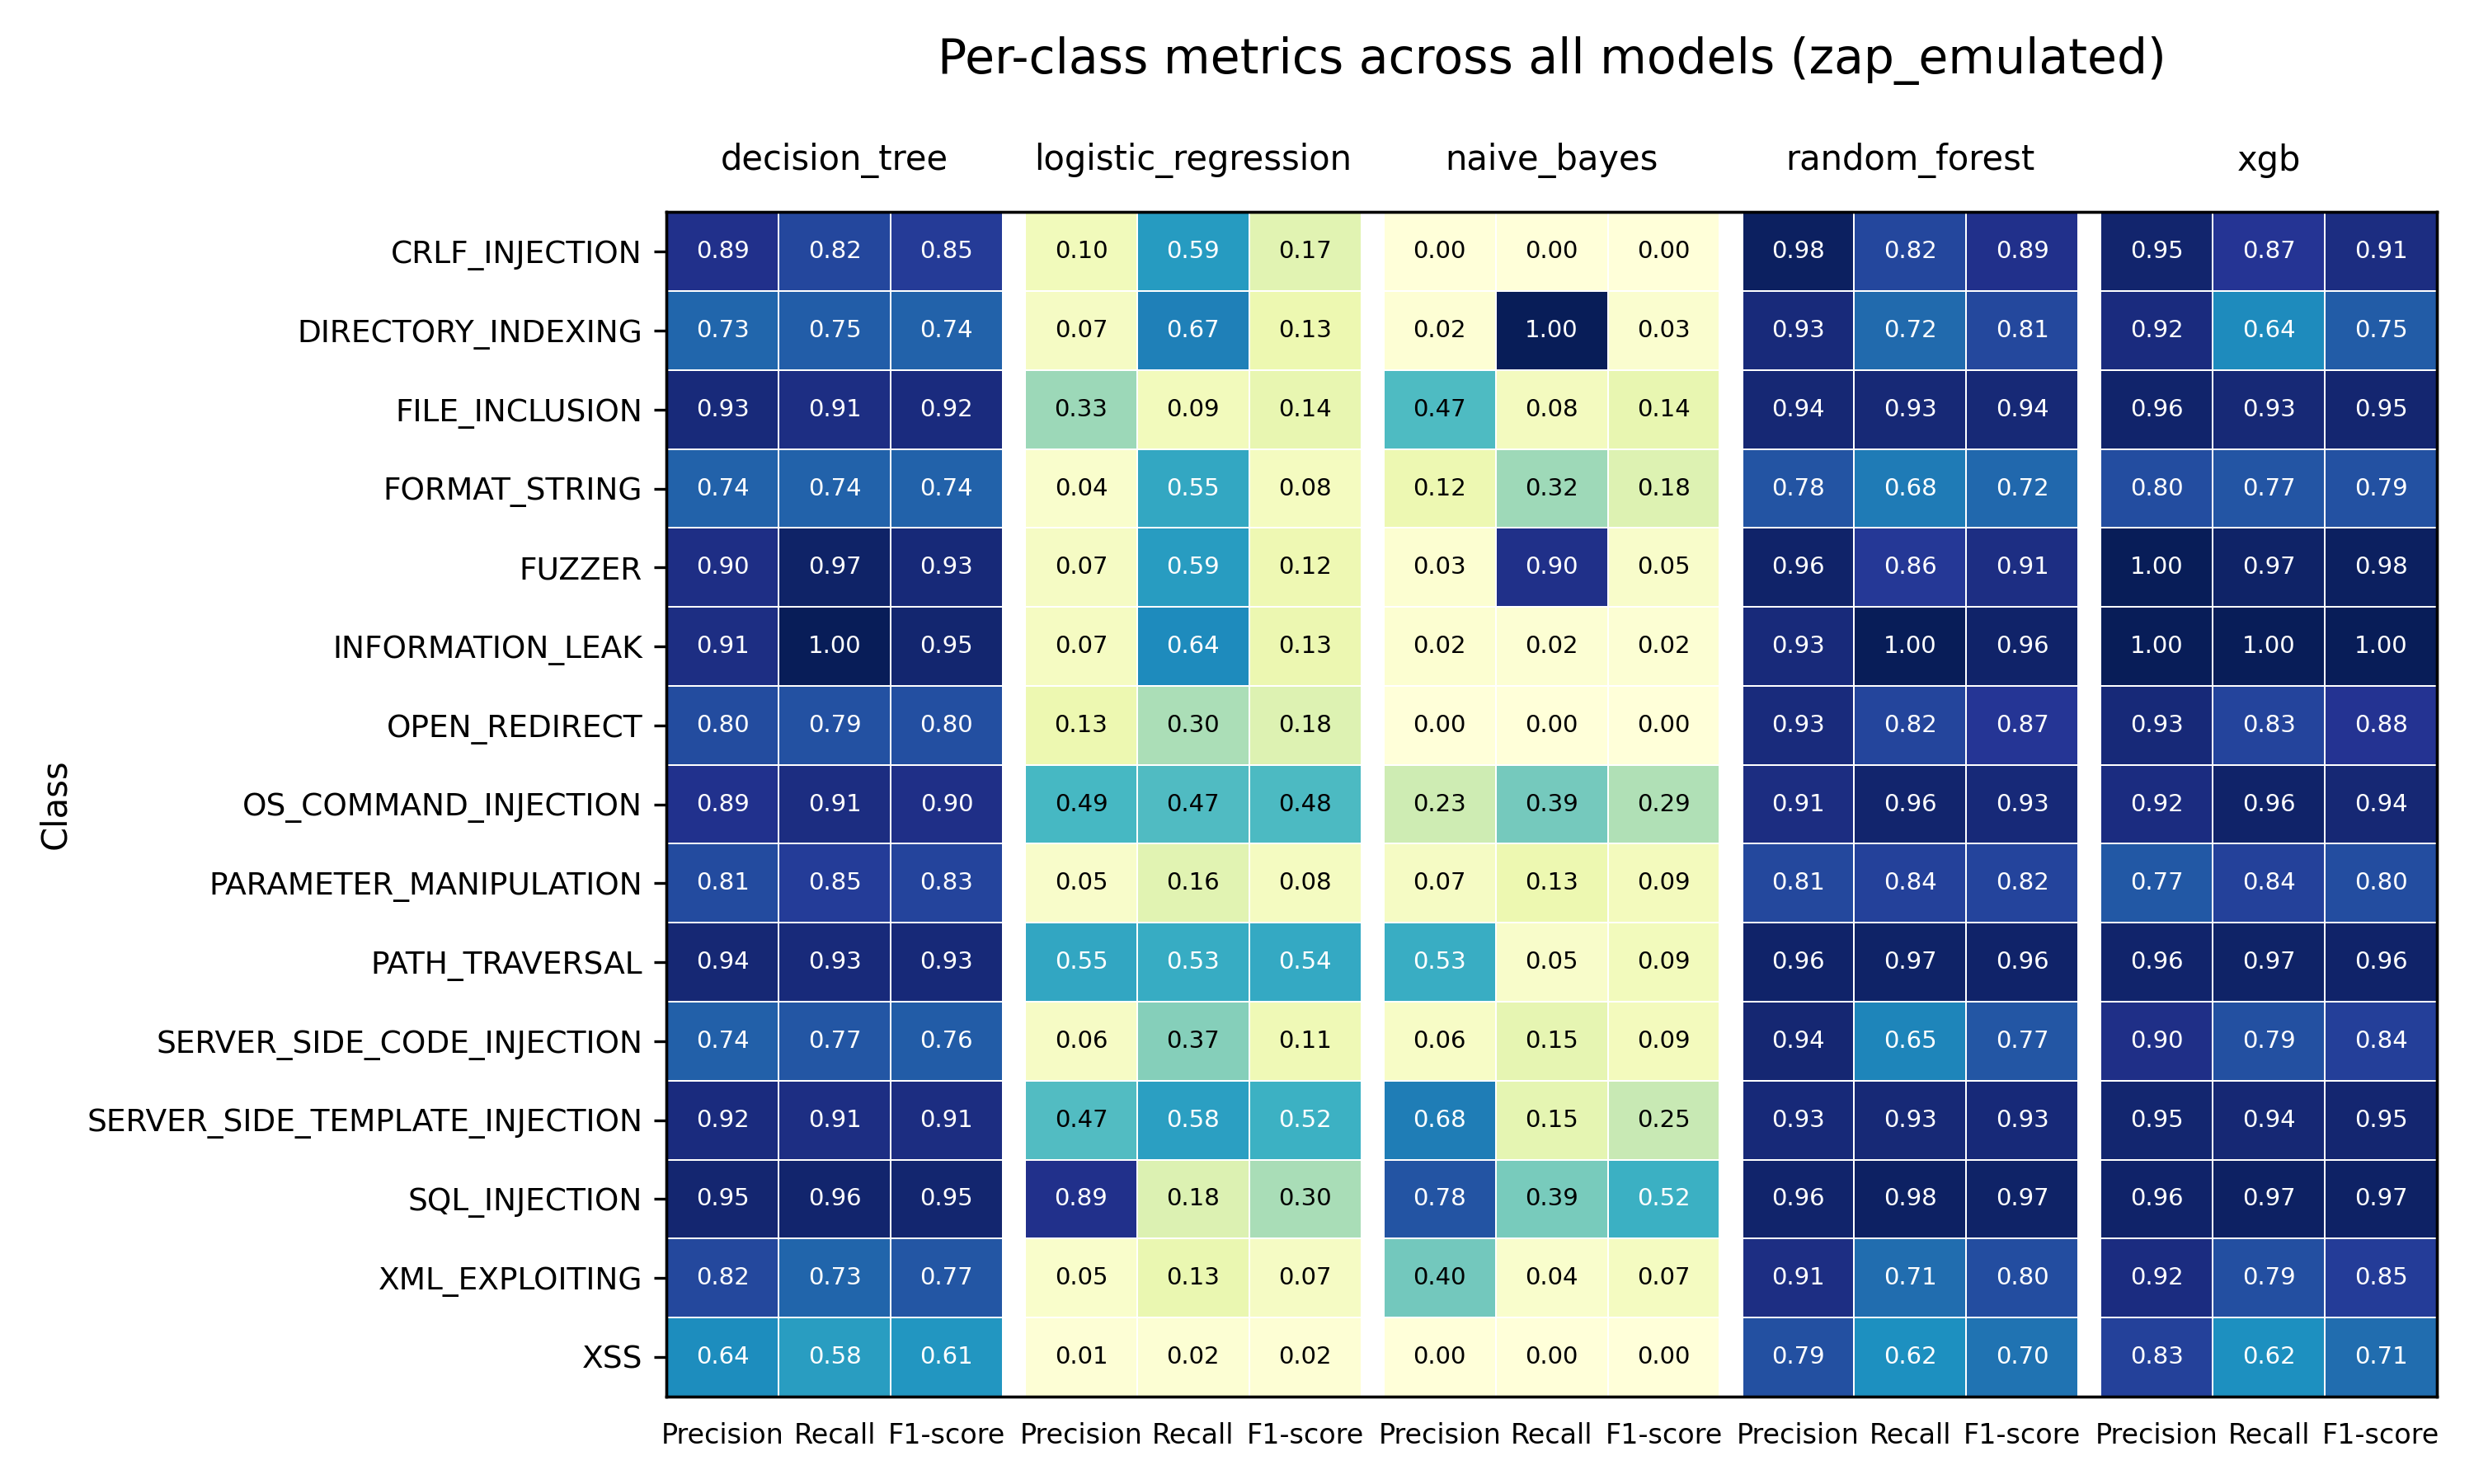 Per-class metrics across all models (zap_emulated)
decision_tree logistic_regression naive_bayes random_forest xgb
Class
CRLF_INJECTION 0.89 0.82 0.85 0.10 0.59 0.17 0.00 0.00 0.00 0.98 0.82 0.89 0.95 0.87 0.91
DIRECTORY_INDEXING 0.73 0.75 0.74 0.07 0.67 0.13 0.02 1.00 0.03 0.93 0.72 0.81 0.92 0.64 0.75
FILE_INCLUSION 0.93 0.91 0.92 0.33 0.09 0.14 0.47 0.08 0.14 0.94 0.93 0.94 0.96 0.93 0.95
FORMAT_STRING 0.74 0.74 0.74 0.04 0.55 0.08 0.12 0.32 0.18 0.78 0.68 0.72 0.80 0.77 0.79
FUZZER 0.90 0.97 0.93 0.07 0.59 0.12 0.03 0.90 0.05 0.96 0.86 0.91 1.00 0.97 0.98
INFORMATION_LEAK 0.91 1.00 0.95 0.07 0.64 0.13 0.02 0.02 0.02 0.93 1.00 0.96 1.00 1.00 1.00
OPEN_REDIRECT 0.80 0.79 0.80 0.13 0.30 0.18 0.00 0.00 0.00 0.93 0.82 0.87 0.93 0.83 0.88
OS_COMMAND_INJECTION 0.89 0.91 0.90 0.49 0.47 0.48 0.23 0.39 0.29 0.91 0.96 0.93 0.92 0.96 0.94
PARAMETER_MANIPULATION 0.81 0.85 0.83 0.05 0.16 0.08 0.07 0.13 0.09 0.81 0.84 0.82 0.77 0.84 0.80
PATH_TRAVERSAL 0.94 0.93 0.93 0.55 0.53 0.54 0.53 0.05 0.09 0.96 0.97 0.96 0.96 0.97 0.96
SERVER_SIDE_CODE_INJECTION 0.74 0.77 0.76 0.06 0.37 0.11 0.06 0.15 0.09 0.94 0.65 0.77 0.90 0.79 0.84
SERVER_SIDE_TEMPLATE_INJECTION 0.92 0.91 0.91 0.47 0.58 0.52 0.68 0.15 0.25 0.93 0.93 0.93 0.95 0.94 0.95
SQL_INJECTION 0.95 0.96 0.95 0.89 0.18 0.30 0.78 0.39 0.52 0.96 0.98 0.97 0.96 0.97 0.97
XML_EXPLOITING 0.82 0.73 0.77 0.05 0.13 0.07 0.40 0.04 0.07 0.91 0.71 0.80 0.92 0.79 0.85
XSS 0.64 0.58 0.61 0.01 0.02 0.02 0.00 0.00 0.00 0.79 0.62 0.70 0.83 0.62 0.71
Precision Recall F1-score Precision Recall F1-score Precision Recall F1-score Precision Recall F1-score Precision Recall F1-score